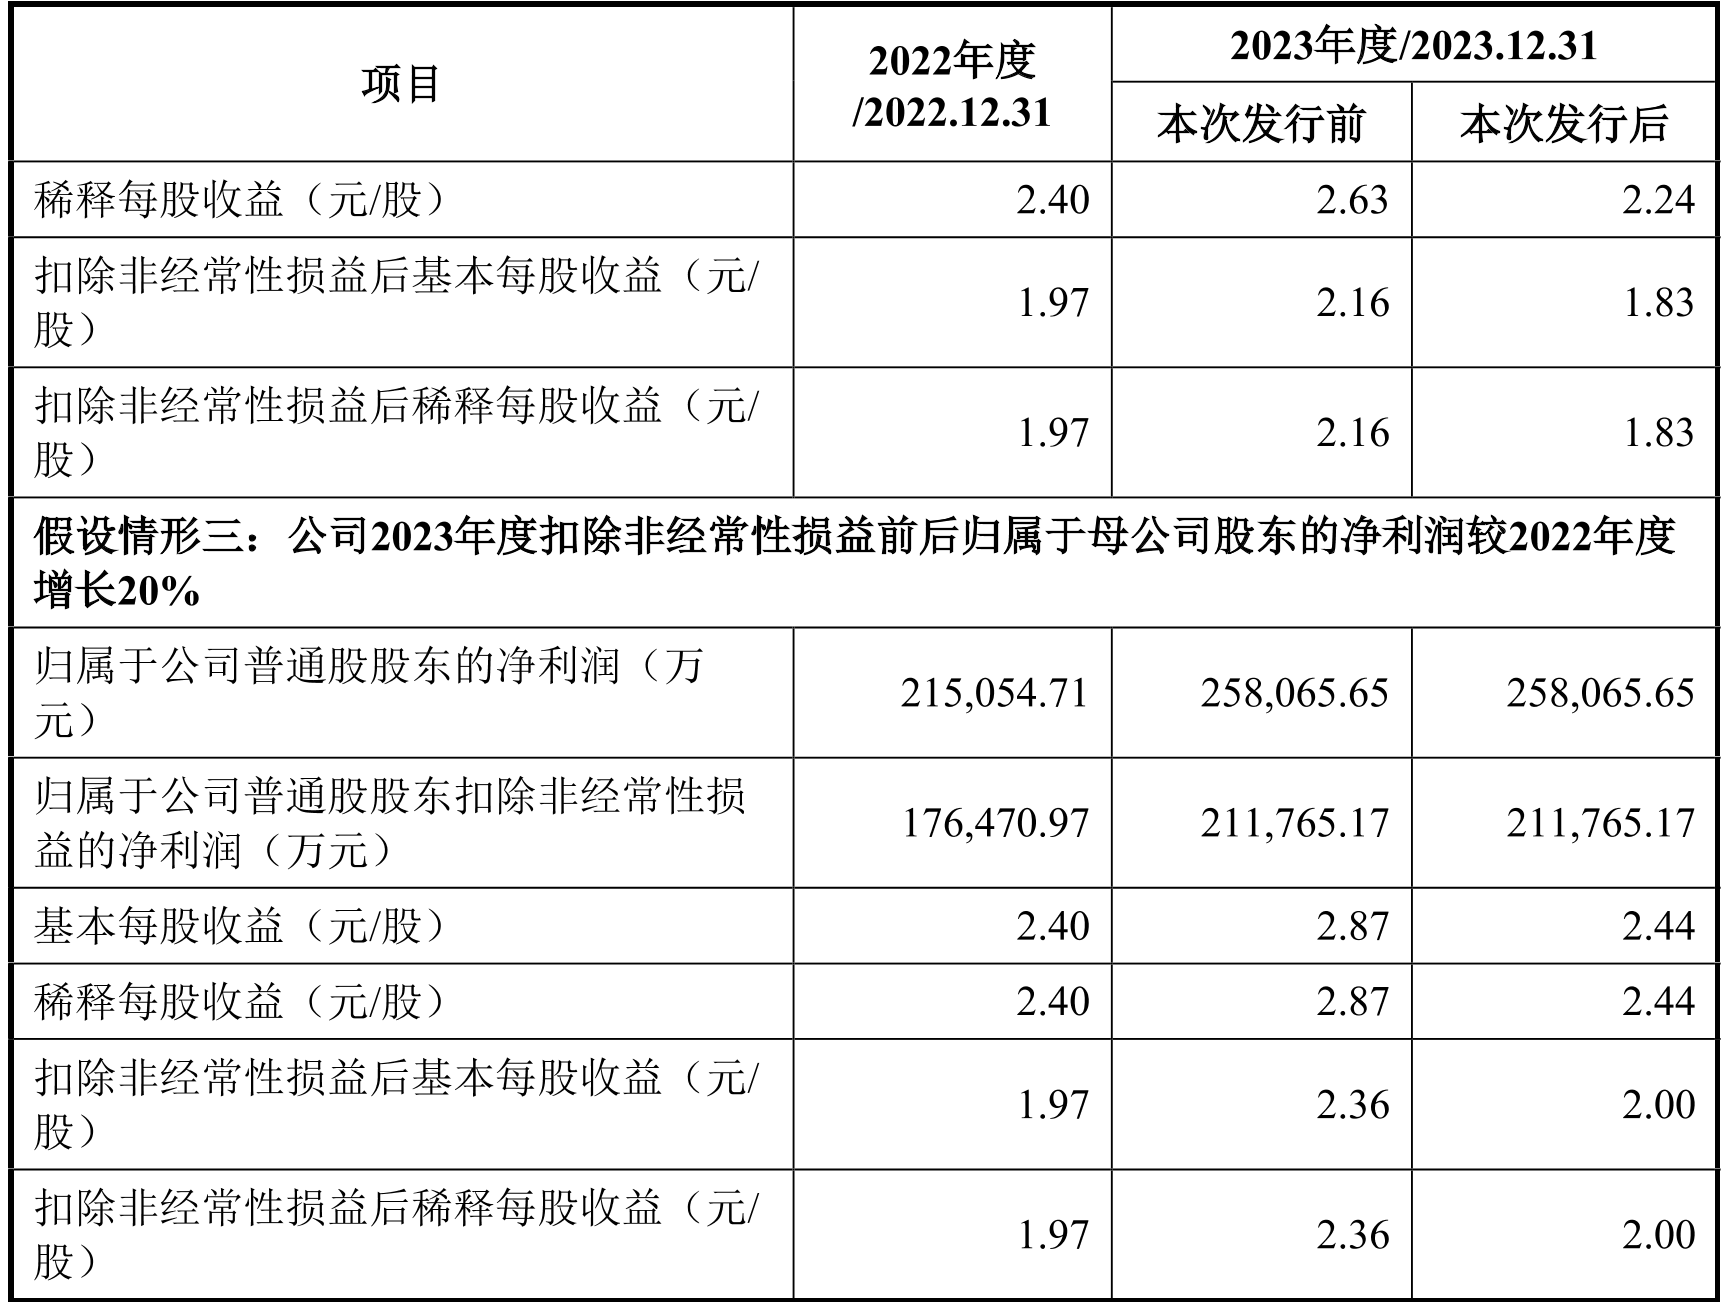 项目
2022年度
/2022.12.31
2023年度/2023.12.31
本次发行前
本次发行后
稀释每股收益（元/股）
2.40
2.63
2.24
扣除非经常性损益后基本每股收益（元/
股）
1.97
2.16
1.83
扣除非经常性损益后稀释每股收益（元/
股）
1.97
2.16
1.83
假设情形三：公司2023年度扣除非经常性损益前后归属于母公司股东的净利润较2022年度
增长20%
归属于公司普通股股东的净利润（万
元）
215,054.71
258,065.65
258,065.65
归属于公司普通股股东扣除非经常性损
益的净利润（万元）
176,470.97
211,765.17
211,765.17
基本每股收益（元/股）
2.40
2.87
2.44
稀释每股收益（元/股）
2.40
2.87
2.44
扣除非经常性损益后基本每股收益（元/
股）
1.97
2.36
2.00
扣除非经常性损益后稀释每股收益（元/
股）
1.97
2.36
2.00